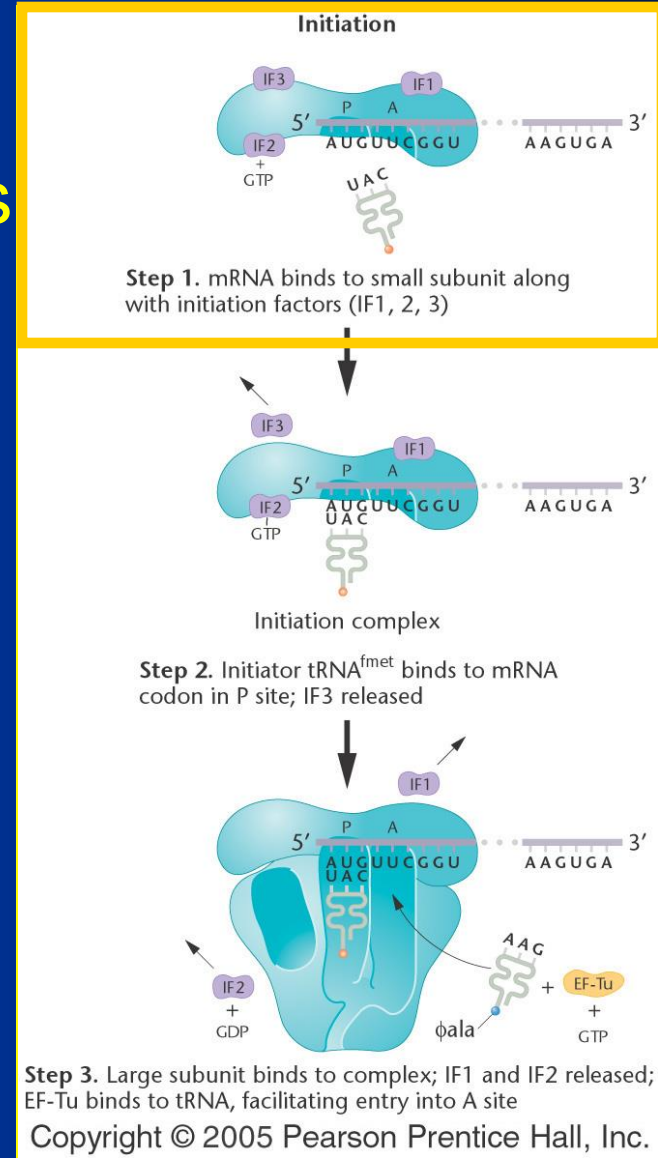 Initiation
IF3
IF1
P A
5′ 3′
IF2
AUGUUCGGU AAGUGA
+
GTP
UAC
Step 1. mRNA binds to small subunit along
with initiation factors (IF1, 2, 3)
s
IF3
IF1
P A
5′ 3′
IF2
AUGUUCGGU AAGUGA
UAC
GTP
Initiation complex
Step 2. Initiator tRNAfmet binds to mRNA
codon in P site; IF3 released
IF1
P A
5′ 3′
AUGUUCGGU AAGUGA
UAC
AAG
IF2
+
GDP
+ EF-Tu
+
GTP
ϕala
Step 3. Large subunit binds to complex; IF1 and IF2 released;
EF-Tu binds to tRNA, facilitating entry into A site
Copyright © 2005 Pearson Prentice Hall, Inc.